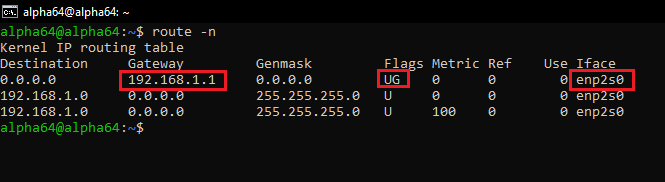 alpha64@alpha64: ~
alpha64@alpha64:~$ route -n
Kernel IP routing table
Destination Gateway Genmask Flags Metric Ref Use Iface
0.0.0.0 192.168.1.1 0.0.0.0 UG 0 0 0 enp2s0
192.168.1.0 0.0.0.0 255.255.255.0 U 0 0 0 enp2s0
192.168.1.0 0.0.0.0 255.255.255.0 U 100 0 0 enp2s0
alpha64@alpha64:~$